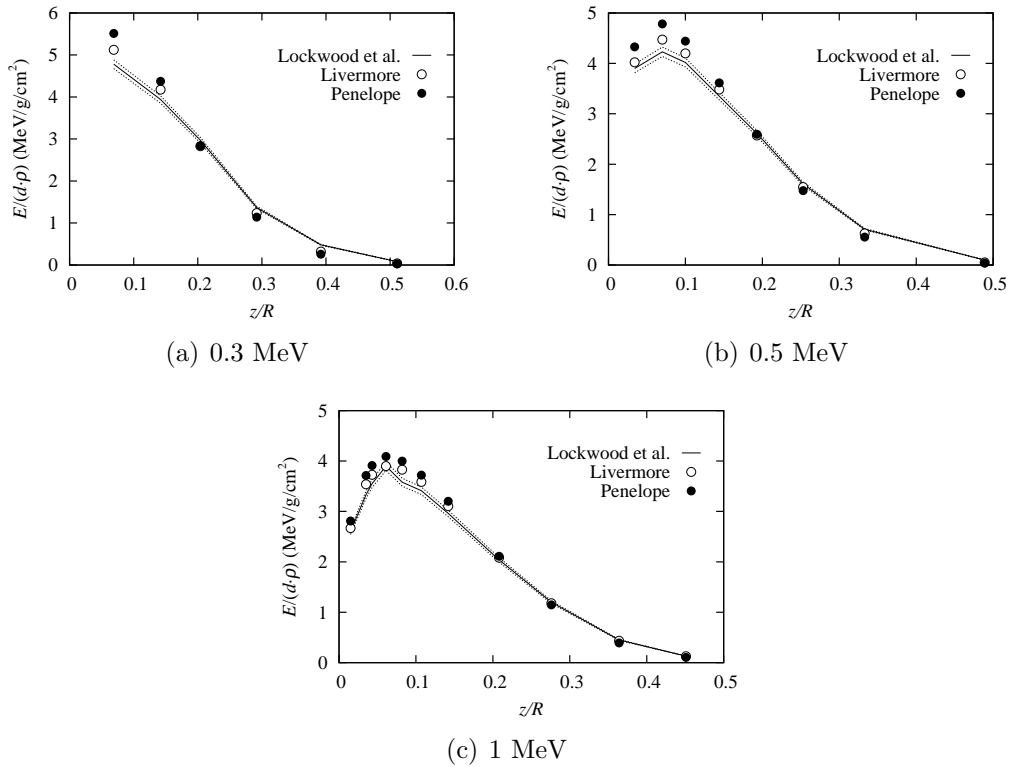 6
5
4
3
2
1
0
E/(d·ρ) (MeV/g/cm²)
Lockwood et al.
Livermore
Penelope
0 0.1 0.2 0.3 0.4 0.5 0.6
z/R
(a) 0.3 MeV
5
4
3
2
1
0
E/(d·ρ) (MeV/g/cm²)
Lockwood et al.
Livermore
Penelope
0 0.1 0.2 0.3 0.4 0.5
z/R
(b) 0.5 MeV
5
4
3
2
1
0
E/(d·ρ) (MeV/g/cm²)
Lockwood et al.
Livermore
Penelope
0 0.1 0.2 0.3 0.4 0.5
z/R
(c) 1 MeV